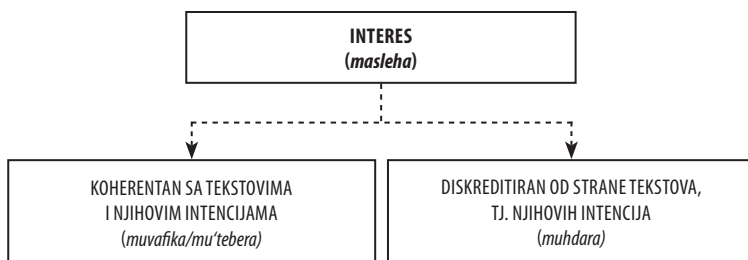 INTERES
(masleha)
KOHERENTAN SA TEKSTOVIMA
I NJIHOVIM INTENCIJAMA
(muvafika/mu‘tebera)
DISKREDITIRAN OD STRANE TEKSTOVA,
TJ. NJIHOVIH INTENCIJA
(muhdara)